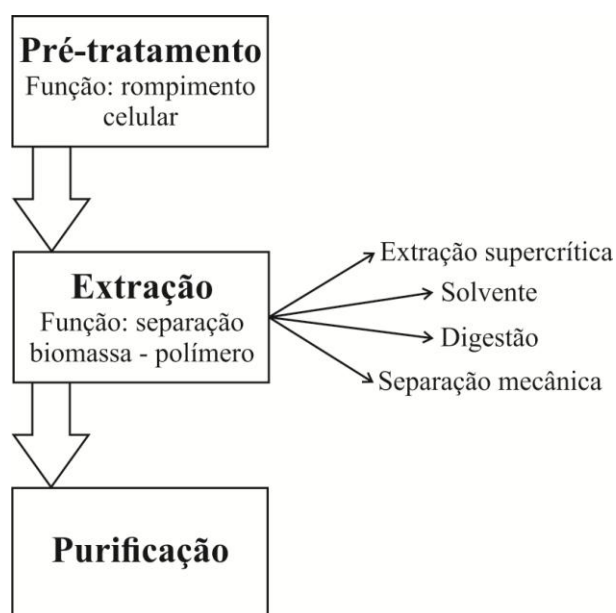 Pré-tratamento
Função: rompimento
celular
Extração
Função: separação
biomassa - polímero
Extração supercrítica
Solvente
Digestão
Separação mecânica
Purificação